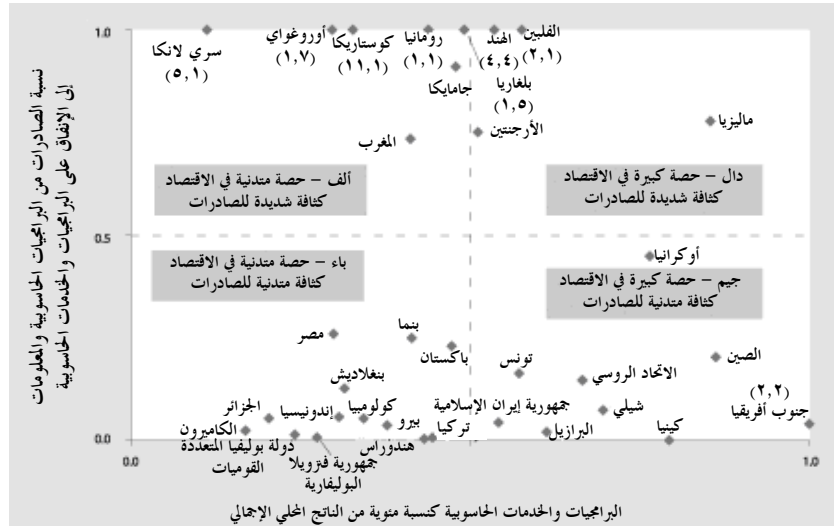 نسبة الصادرات من البرامجيات الحاسوبية والمعلومات
إلى الإنفاق على البرامجيات والخدمات الحاسوبية
1.0
0.5
0.0
سري لانكا
(٥,١)
أوروغواي
(١,٧)
كوستاريكا
(١١,١)
رومانيا
(١,١)
الهند
(٤,٤)
الفلبين
(٢,١)
بلغاريا
(١,٥)
جامايكا
الأرجنتين
المغرب
ماليزيا
ألف – حصة متدنية في الاقتصاد
كثافة شديدة للصادرات
دال – حصة كبيرة في الاقتصاد
كثافة شديدة للصادرات
باء – حصة متدنية في الاقتصاد
كثافة متدنية للصادرات
أوكرانيا
جيم – حصة كبيرة في الاقتصاد
كثافة متدنية للصادرات
مصر
بنما
باكستان
تونس
الصين
الاتحاد الروسي
بنغلاديش
(٢,٢)
جنوب أفريقيا
الجزائر
الكاميرون
إندونيسيا
كولومبيا
بيرو
جمهورية إيران الإسلامية
شيلي
تركيا
البرازيل
كينيا
هندوراس
دولة بوليفيا المتعددة
القوميات
جمهورية فنزويلا
البوليفارية
0.0
1.0
البرامجيات والخدمات الحاسوبية كنسبة مئوية من الناتج المحلي الإجمالي